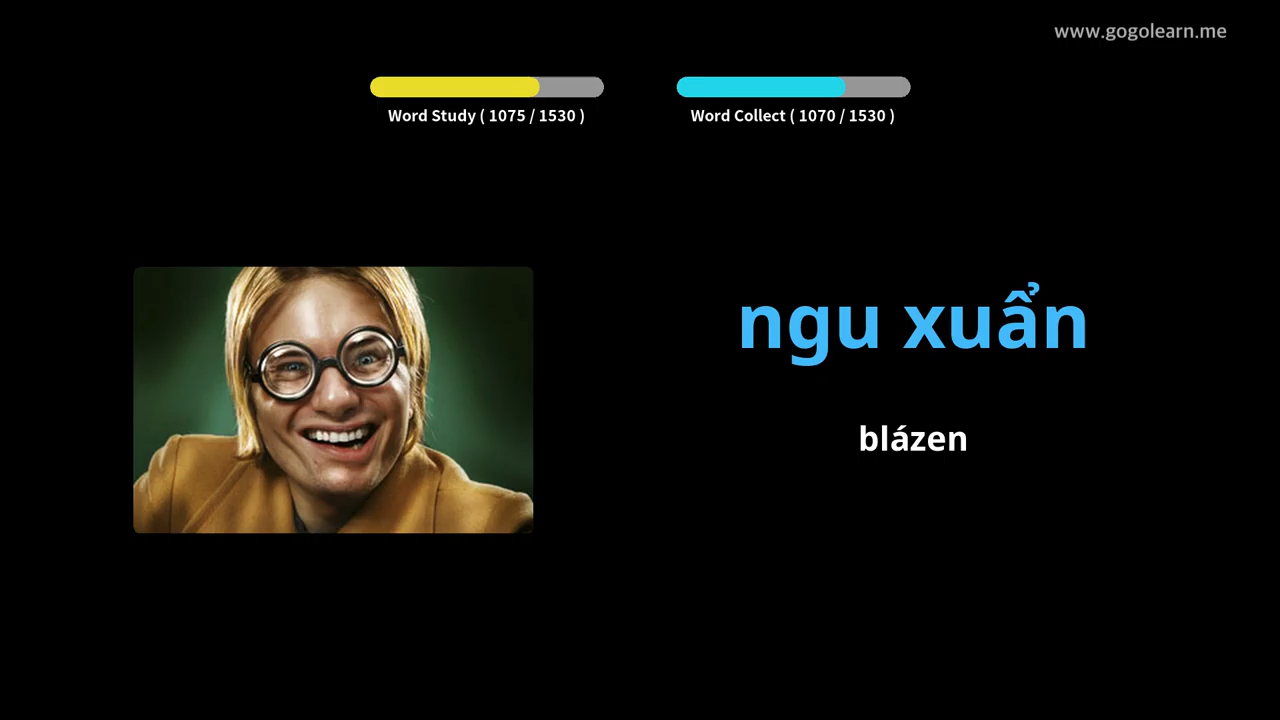 www.gogolearn.me
Word Study ( 1075 / 1530 )
Word Collect ( 1070 / 1530 )
ngu xuẩn
blázen